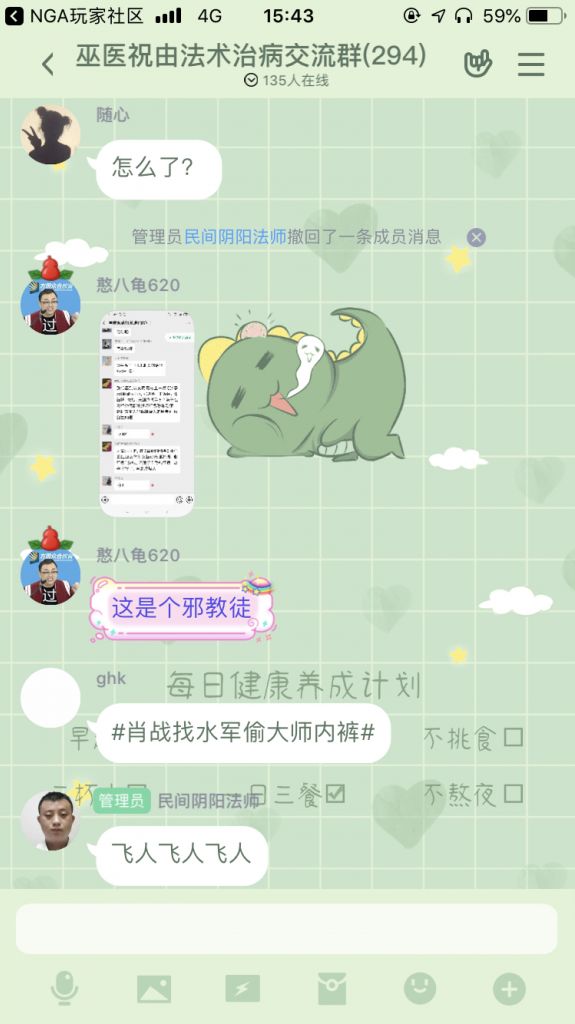 NGA玩家社区 4G 15:43 59%
巫医祝由法术治病交流群(294)
135人在线
随心
怎么了?
管理员民间阴阳法师撤回了一条成员消息
憨八龟620
过
憨八龟620
过
这是个邪教徒
ghk
每日健康养成计划
#肖战找水军偷大师内裤#
早
不挑食
管理员 民间阴阳法师
日三餐
不熬夜
飞人飞人飞人